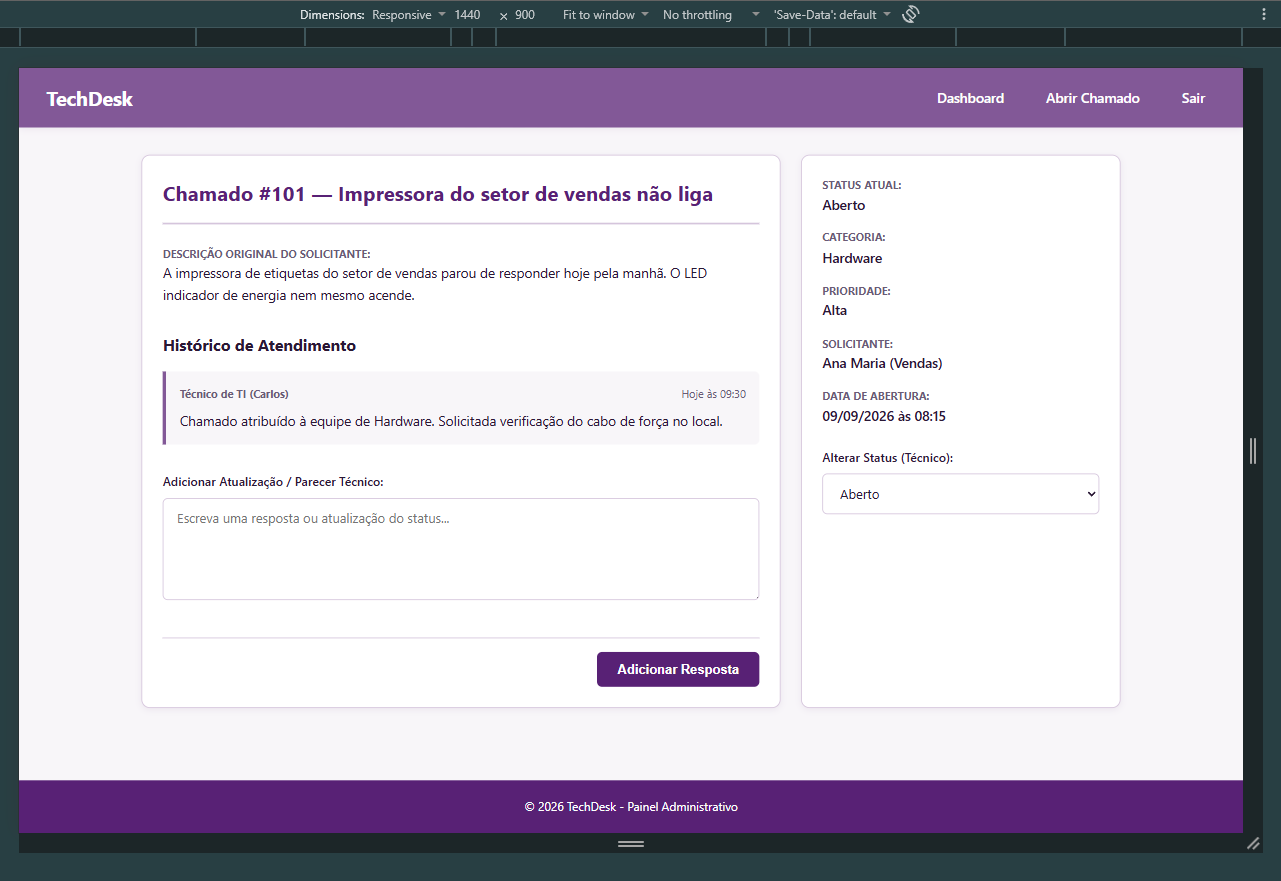 Dimensions: Responsive 1440 × 900 Fit to window No throttling 'Save-Data': default
TechDesk
Dashboard Abrir Chamado Sair
Chamado #101 — Impressora do setor de vendas não liga
DESCRIÇÃO ORIGINAL DO SOLICITANTE:
A impressora de etiquetas do setor de vendas parou de responder hoje pela manhã. O LED
indicador de energia nem mesmo acende.
Histórico de Atendimento
Técnico de TI (Carlos) Hoje às 09:30
Chamado atribuído à equipe de Hardware. Solicitada verificação do cabo de força no local.
Adicionar Atualização / Parecer Técnico:
Escreva uma resposta ou atualização do status...
Adicionar Resposta
STATUS ATUAL:
Aberto
CATEGORIA:
Hardware
PRIORIDADE:
Alta
SOLICITANTE:
Ana Maria (Vendas)
DATA DE ABERTURA:
09/09/2026 às 08:15
Alterar Status (Técnico):
Aberto
© 2026 TechDesk - Painel Administrativo